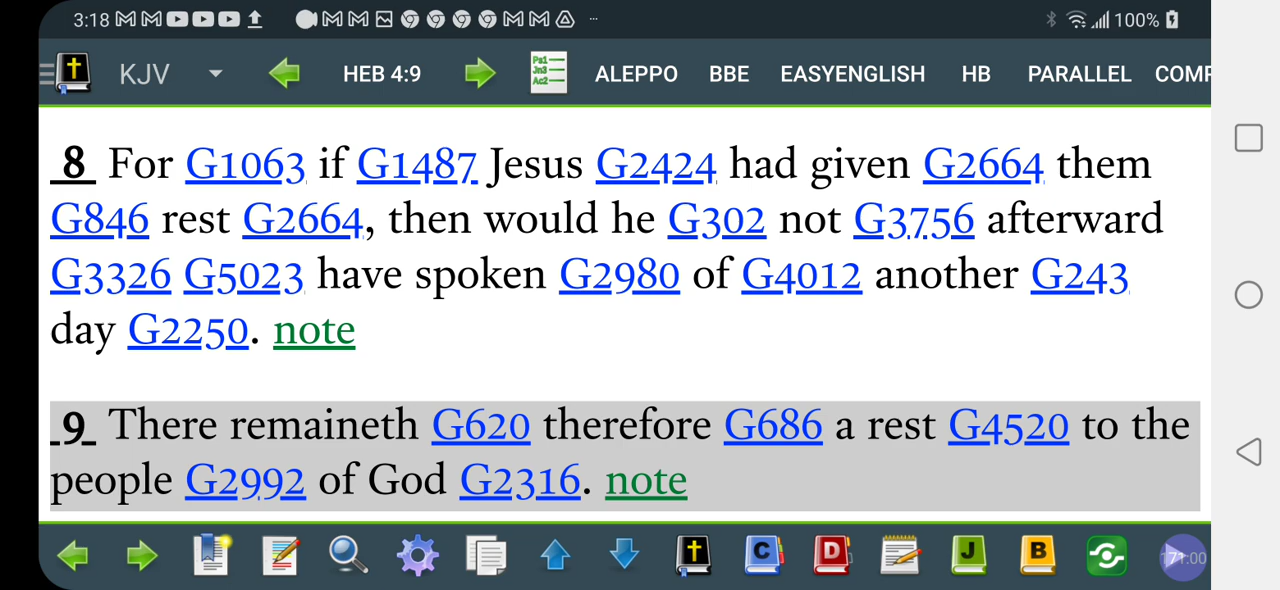 3:18 100%
KJV HEB 4:9 ALEPPO BBE EASYENGLISH HB PARALLEL COMP
8 For G1063 if G1487 Jesus G2424 had given G2664 them
G846 rest G2664, then would he G302 not G3756 afterward
G3326 G5023 have spoken G2980 of G4012 another G243
day G2250. note
9 There remaineth G620 therefore G686 a rest G4520 to the
people G2992 of God G2316. note
C D J B 171:00